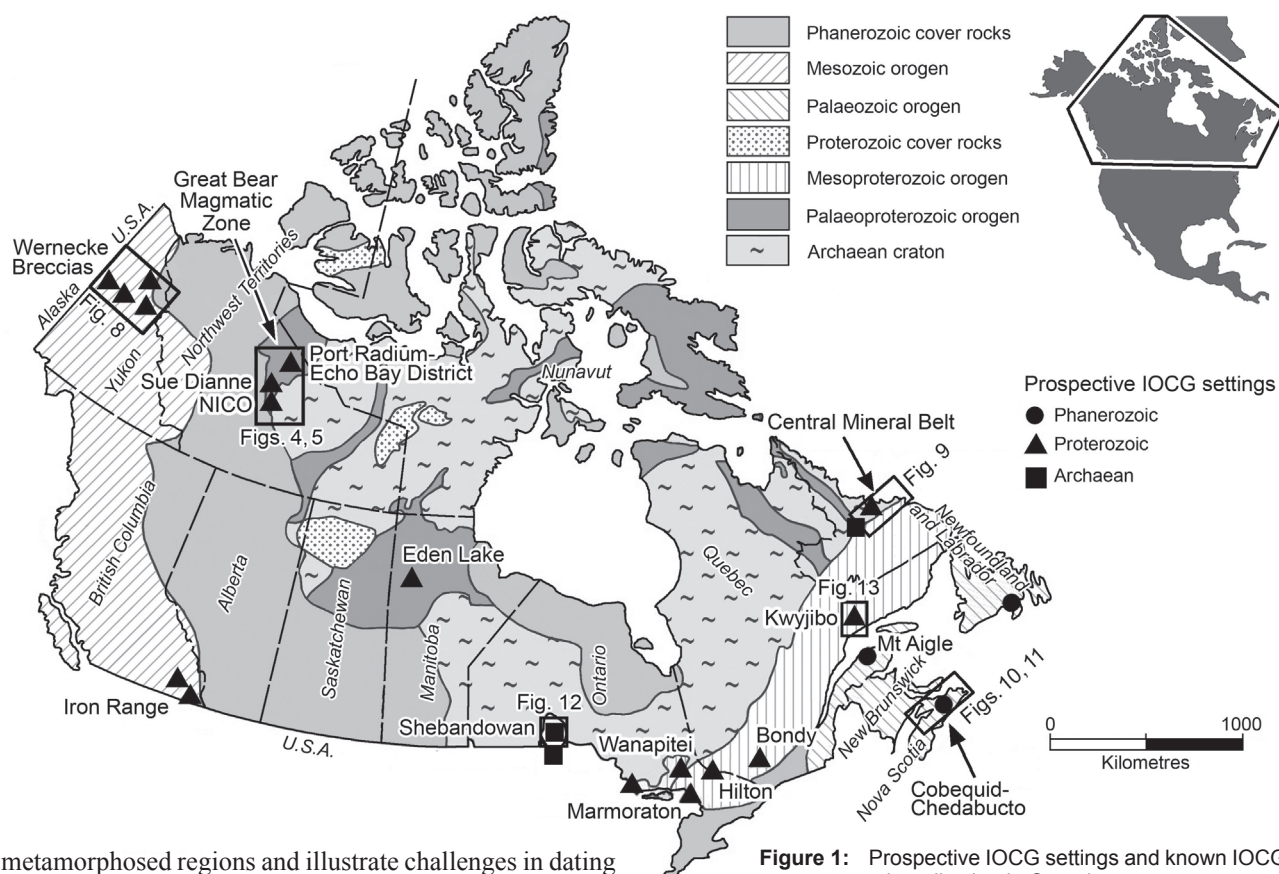 Phanerozoic cover rocks
Mesozoic orogen
Palaeozoic orogen
Proterozoic cover rocks
Mesoproterozoic orogen
Palaeoproterozoic orogen
Archaean craton
Great Bear
Magmatic
Zone
U.S.A.
Wernecke
Breccias
Alaska
Fig. 8
Yukon
Northwest Territories
Port Radium-
Echo Bay District
Sue Dianne
NICO
Figs. 4, 5
Nunavut
Prospective IOCG settings
Phanerozoic
Proterozoic
Archaean
Central Mineral Belt
Fig. 9
Newfoundland
and Labrador
British Columbia
Alberta
Saskatchewan
Manitoba
Eden Lake
Ontario
Quebec
Fig. 13
Kwyjibo
Mt Aigle
New Brunswick
Nova Scotia
Figs. 10, 11
Iron Range
U.S.A.
Fig. 12
Shebandowan
Wanapitei
Bondy
Hilton
Marmoraton
Cobequid-
Chedabucto
0 1000
Kilometres
metamorphosed regions and illustrate challenges in dating
Figure 1: Prospective IOCG settings and known IOCG